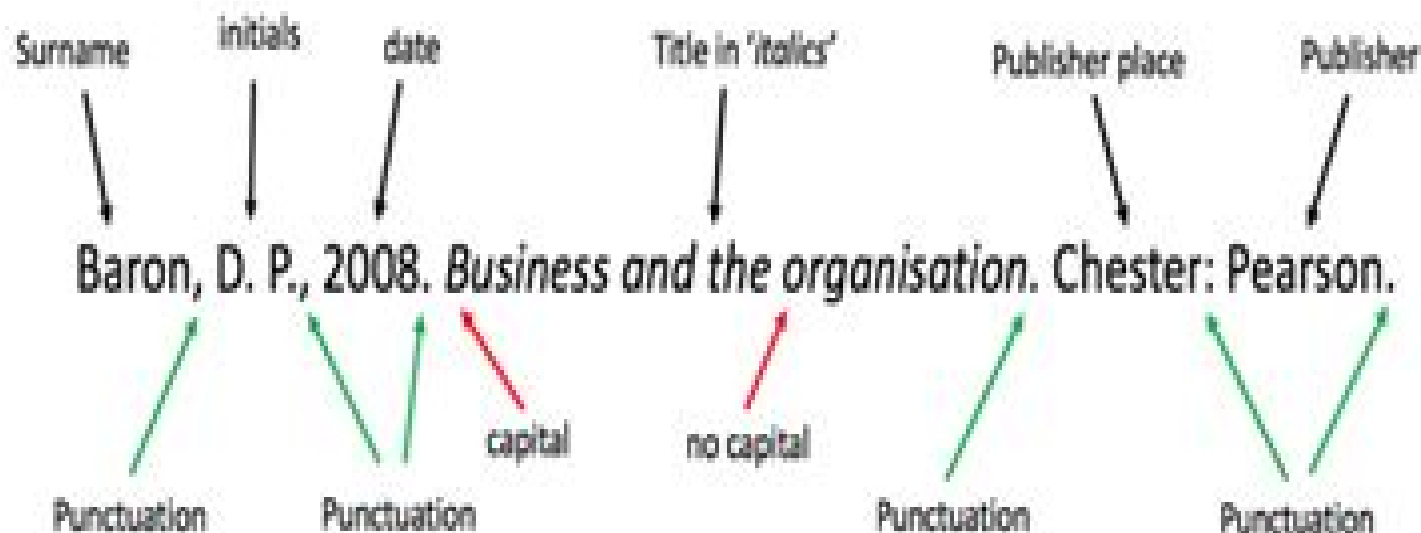 Surname initials date Title in 'italics' Publisher place Publisher
Baron, D. P., 2008. Business and the organisation. Chester: Pearson.
capital no capital
Punctuation Punctuation Punctuation Punctuation